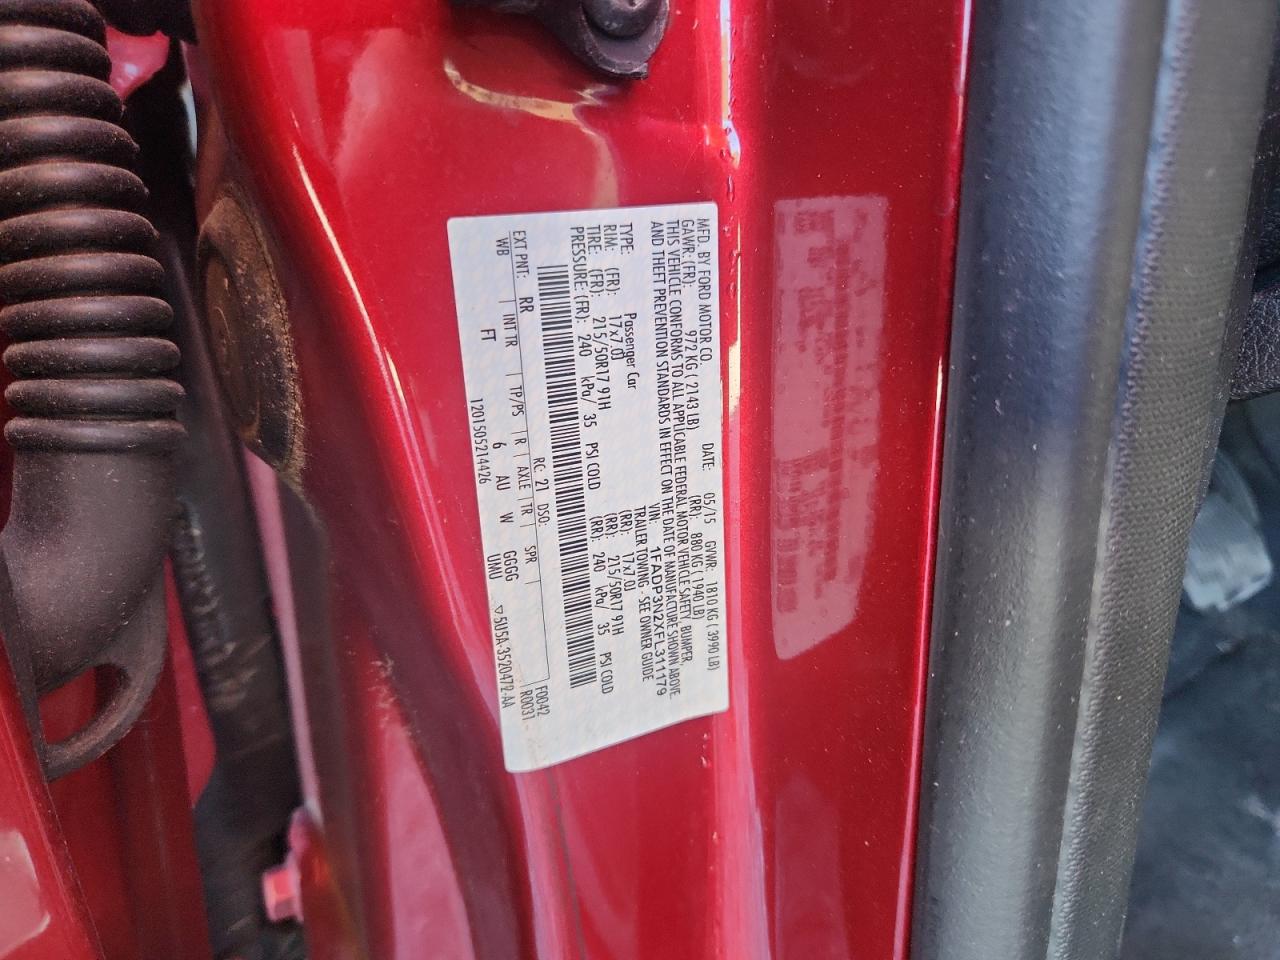 MFD. BY FORD MOTOR CO.
DATE: 05/15 GVWR: 1810 KG ( 3990 LB)
GAWR: (FR): 972 KG ( 2143 LB) (RR): 880 KG ( 1940 LB)
THIS VEHICLE CONFORMS TO ALL APPLICABLE FEDERAL MOTOR VEHICLE SAFETY, BUMPER,
AND THEFT PREVENTION STANDARDS IN EFFECT ON THE DATE OF MANUFACTURE SHOWN ABOVE.
VIN: 1FADP3N2XFL311179
TYPE: Passenger Car TRAILER TOWING - SEE OWNER GUIDE
RIM: (FR): 17x7.0J (RR): 17x7.0J
TIRE: (FR): 215/50R17 91H (RR): 215/50R17 91H
PRESSURE: (FR): 240 kPa/ 35 PSI COLD (RR): 240 kPa/ 35 PSI COLD
EXT PNT: RR RC: 21 DSO: F0042
WB | INT TR | TP/PS | R | AXLE | TR | SPR | R0031
FT 6 AU W GGGG
UMU
1201505214426 ▽5U5A-3520472-AA